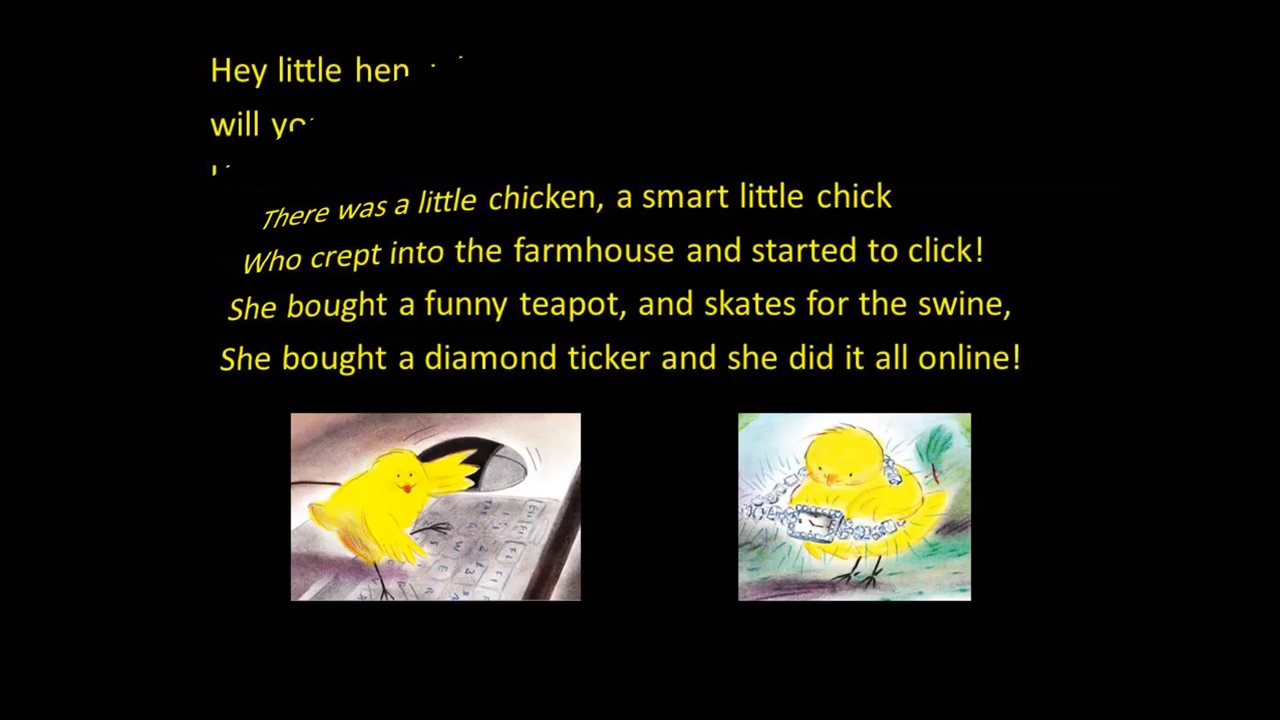 Hey little hen
will
There was a little chicken, a smart little chick
Who crept into the farmhouse and started to click!
She bought a funny teapot, and skates for the swine,
She bought a diamond ticker and she did it all online!